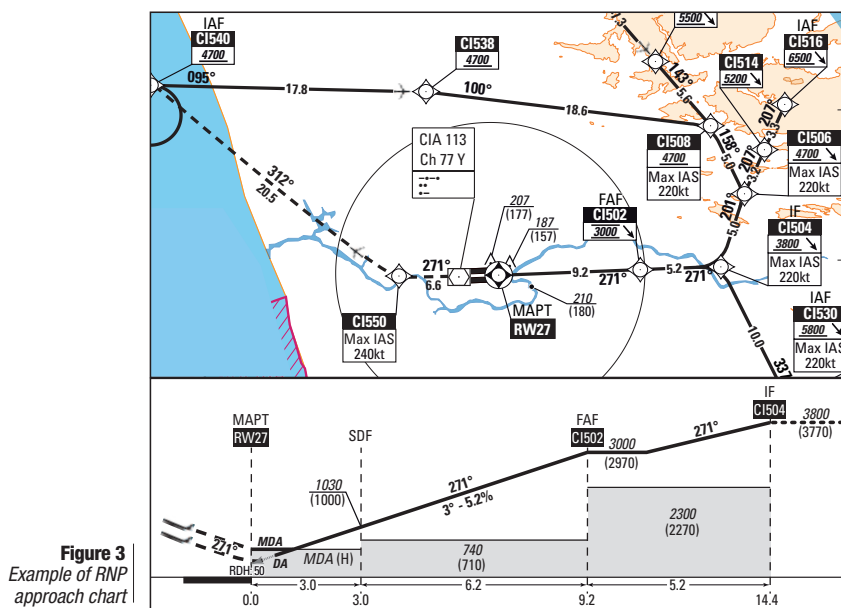 IAF
CI540
4700
095°
17.8
CI538
4700
100°
18.6
5500
143°
5.6
CI514
5200
IAF
CI516
6500
207°
3.3
207°
3.2
CI508
4700
Max IAS
220kt
158°
5.0
CI506
4700
Max IAS
220kt
201°
5.0
312°
20.5
CIA 113
Ch 77 Y
207
(177)
187
(157)
FAF
CI502
3000
IF
CI504
3800
Max IAS
220kt
271°
6.6
9.2
271°
5.2
271°
210
(180)
MAPT
RW27
CI550
Max IAS
240kt
IAF
CI530
5800
Max IAS
220kt
10.0
337
MAPT
RW27
SDF
FAF
CI502
IF
CI504
3800
(3770)
3000
(2970)
271°
1030
(1000)
271°
3° - 5.2%
2300
(2270)
740
(710)
271°
MDA
DA
MDA (H)
RDH:50
3.0
6.2
5.2
0.0
3.0
9.2
14.4
Figure 3
Example of RNP
approach chart